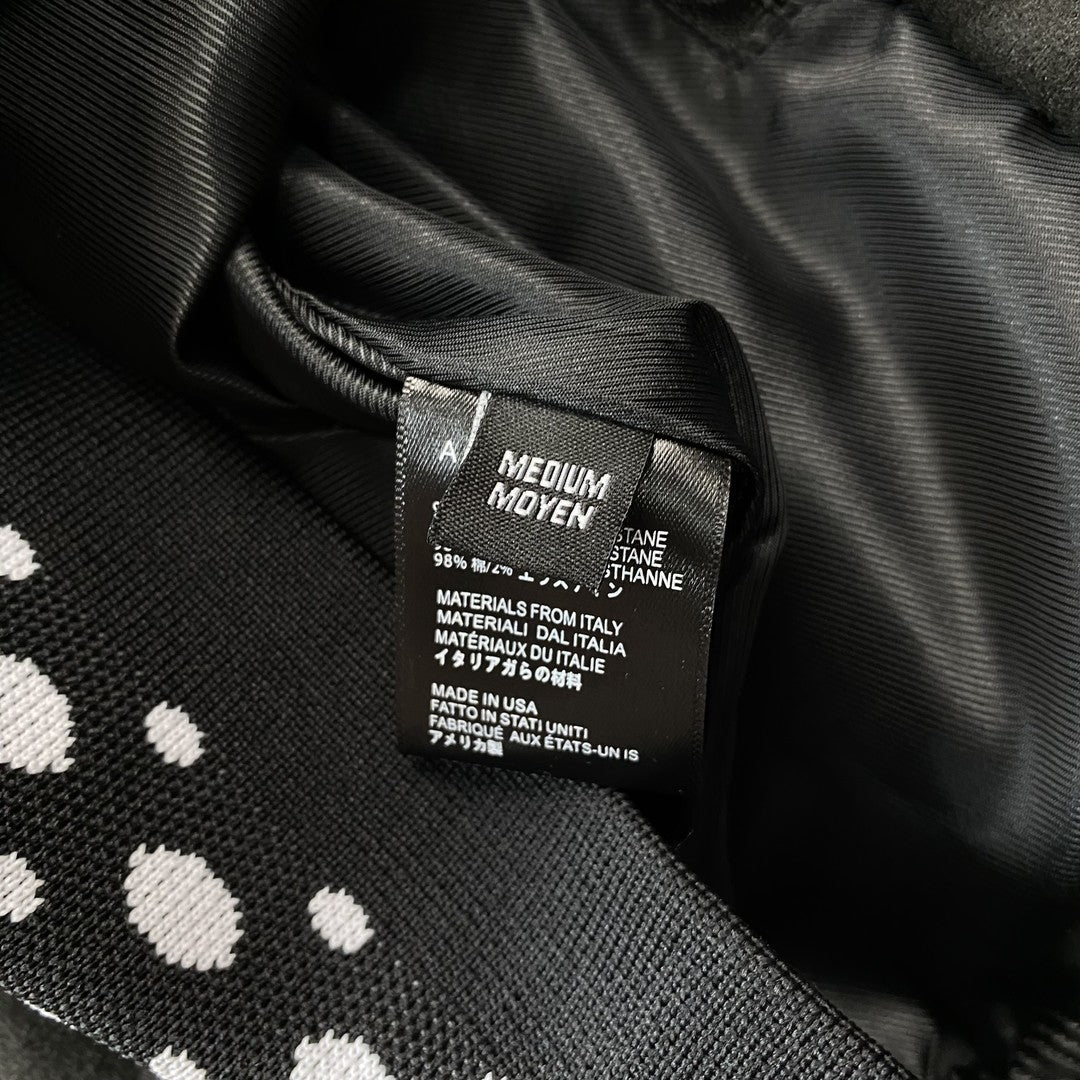 A
MEDIUM
MOYEN
STANE
STANE
STHANNE
98% 棉/2% エラスタン
MATERIALS FROM ITALY
MATERIALI DAL ITALIA
MATÉRIAUX DU ITALIE
イタリアガらの材料
MADE IN USA
FATTO IN STATI UNITI
FABRIQUÉ AUX ÉTATS-UN IS
アメリカ製